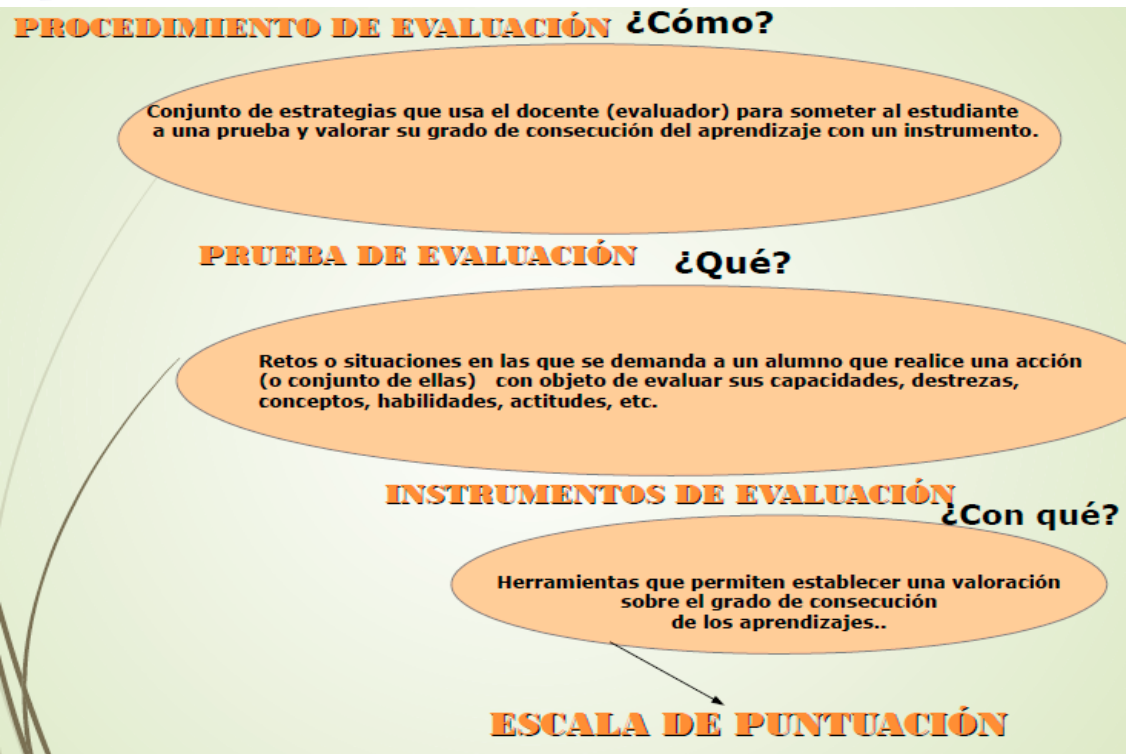 PROCEDIMIENTO DE EVALUACIÓN ¿Cómo?
Conjunto de estrategias que usa el docente (evaluador) para someter al estudiante
a una prueba y valorar su grado de consecución del aprendizaje con un instrumento.
PRUEBA DE EVALUACIÓN ¿Qué?
Retos o situaciones en las que se demanda a un alumno que realice una acción
(o conjunto de ellas) con objeto de evaluar sus capacidades, destrezas,
conceptos, habilidades, actitudes, etc.
INSTRUMENTOS DE EVALUACIÓN
¿Con qué?
Herramientas que permiten establecer una valoración
sobre el grado de consecución
de los aprendizajes..
ESCALA DE PUNTUACIÓN